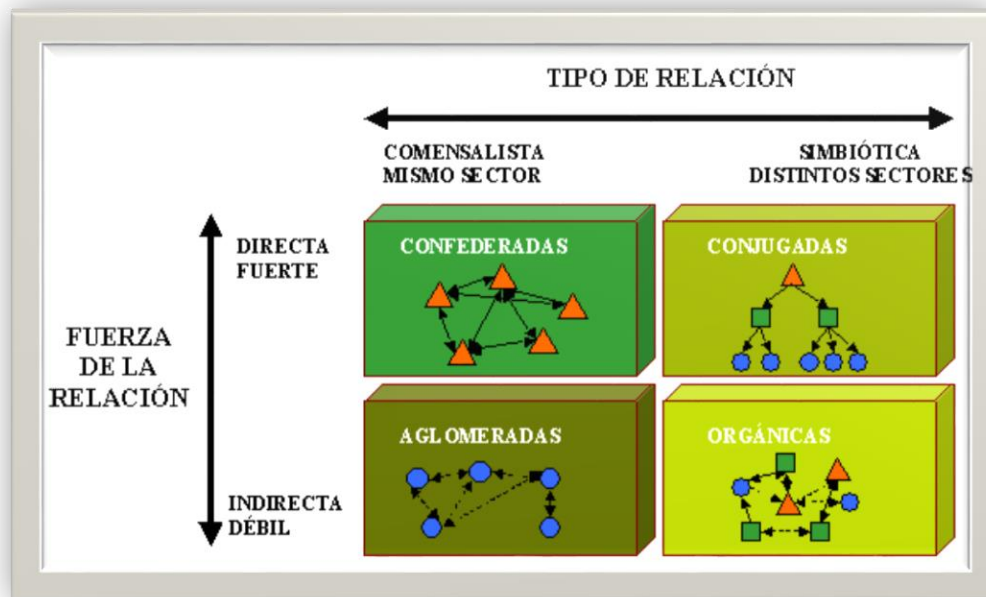 TIPO DE RELACIÓN
COMENSALISTA
MISMO SECTOR
SIMBIÓTICA
DISTINTOS SECTORES
FUERZA
DE LA
RELACIÓN
DIRECTA
FUERTE
CONFEDERADAS
CONJUGADAS
INDIRECTA
DÉBIL
AGLOMERADAS
ORGÁNICAS